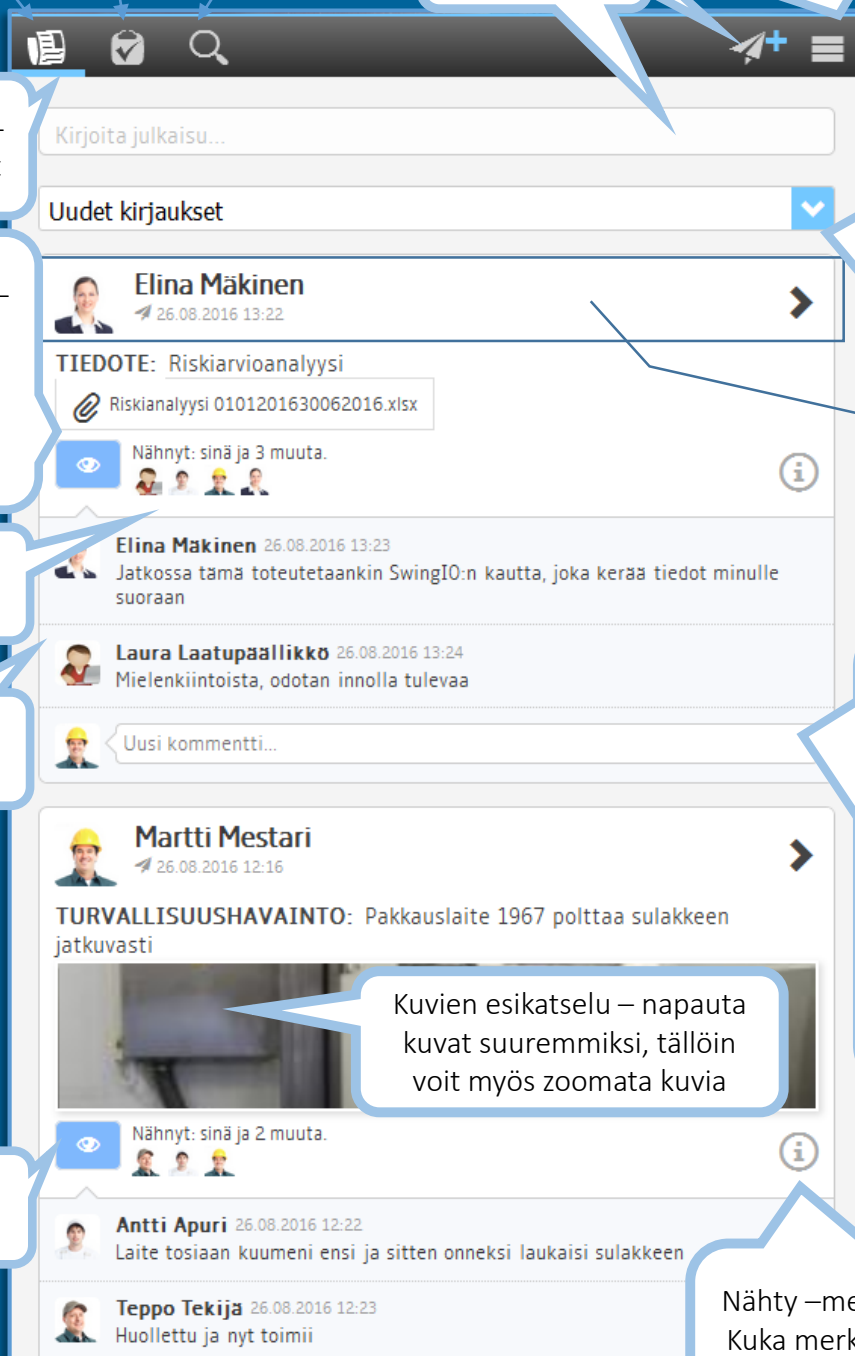 Kirjoita julkaisu...
Uudet kirjaukset
Elina Mäkinen
26.08.2016 13:22
TIEDOTE: Riskiarvioanalyysi
Riskianalyysi 0101201630062016.xlsx
Nähnyt: sinä ja 3 muuta.
Elina Mäkinen 26.08.2016 13:23
Jatkossa tämä toteutetaankin SwingIO:n kautta, joka kerää tiedot minulle
suoraan
Laura Laatupäällikkö 26.08.2016 13:24
Mielenkiintoista, odotan innolla tulevaa
Uusi kommentti...
Martti Mestari
26.08.2016 12:16
TURVALLISUUSHAVAINTO: Pakkauslaite 1967 polttaa sulakkeen
jatkuvasti
Kuvien esikatselu – napauta
kuvat suuremmiksi, tällöin
voit myös zoomata kuvia
Nähnyt: sinä ja 2 muuta.
Antti Apuri 26.08.2016 12:22
Laite tosiaan kuumeni ensi ja sitten onneksi laukaisi sulakkeen
Teppo Tekijä 26.08.2016 12:23
Huollettu ja nyt toimii
Nähty –me
Kuka merk